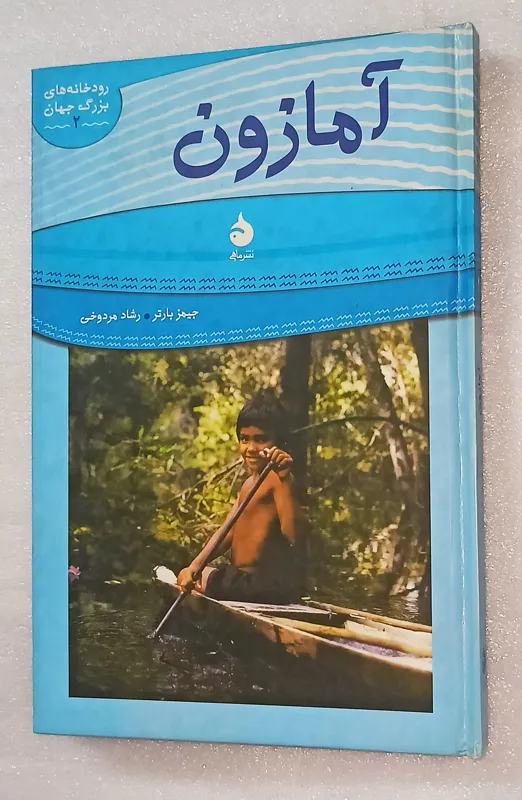 رودخانه‌های
بزرگ جهان
۲
آمازون
نشر ماهی
جیمز بارتر • رشاد مردوخی